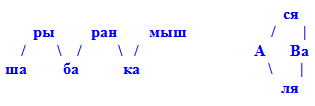 ся
ры ран мыш
А Ва
ша ба ка
ля